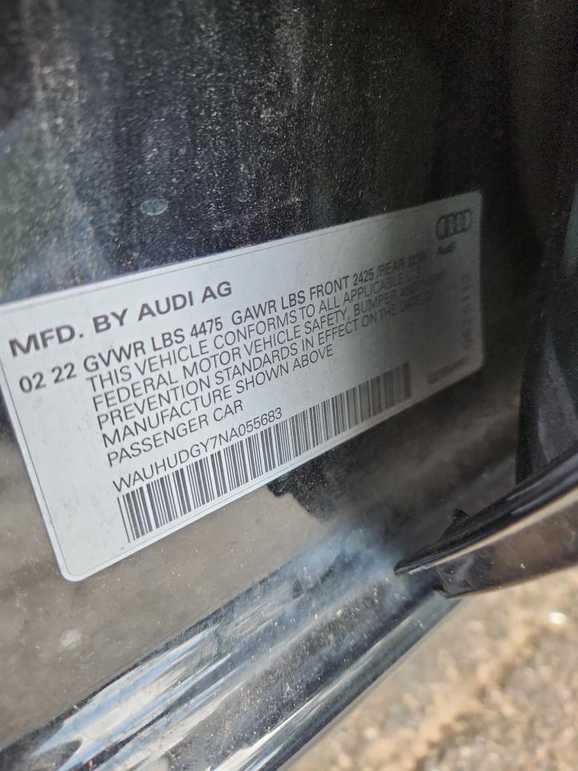 Audi
MFD. BY AUDI AG
02 22 GVWR LBS 4475 GAWR LBS FRONT 2425 /REAR
THIS VEHICLE CONFORMS TO ALL APPLICABLE
FEDERAL MOTOR VEHICLE SAFETY, BUMPER AND
PREVENTION STANDARDS IN EFFECT ON THE DATE OF
MANUFACTURE SHOWN ABOVE
PASSENGER CAR
WAUHUDGY7NA055683